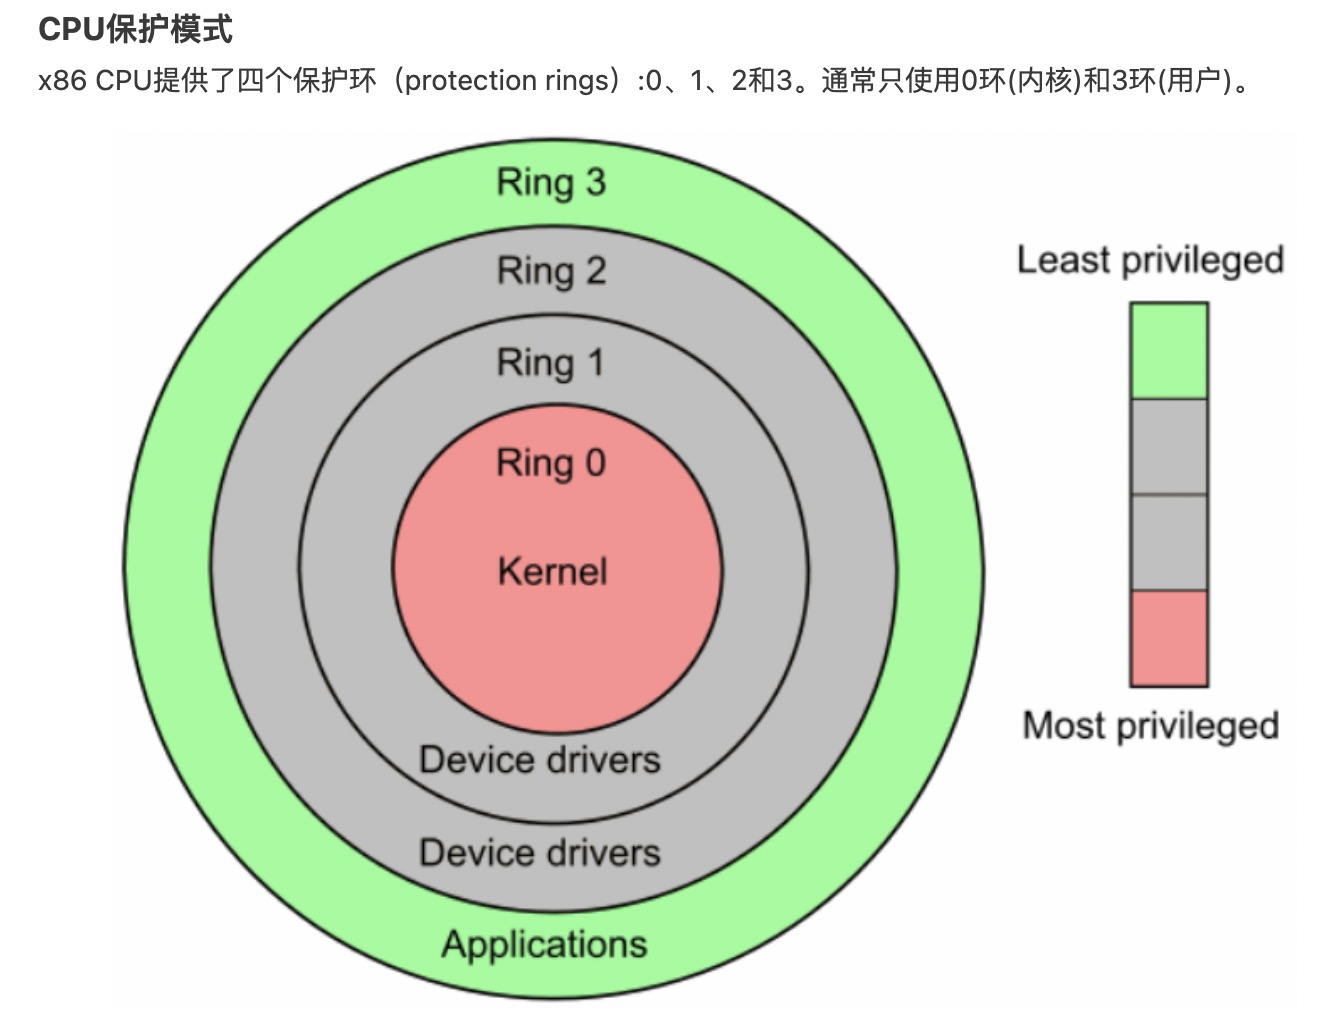 CPU保护模式
x86 CPU提供了四个保护环（protection rings）:0、1、2和3。通常只使用0环(内核)和3环(用户)。
Ring 3
Least privileged
Ring 2
Ring 1
Ring 0
Kernel
Most privileged
Device drivers
Device drivers
Applications